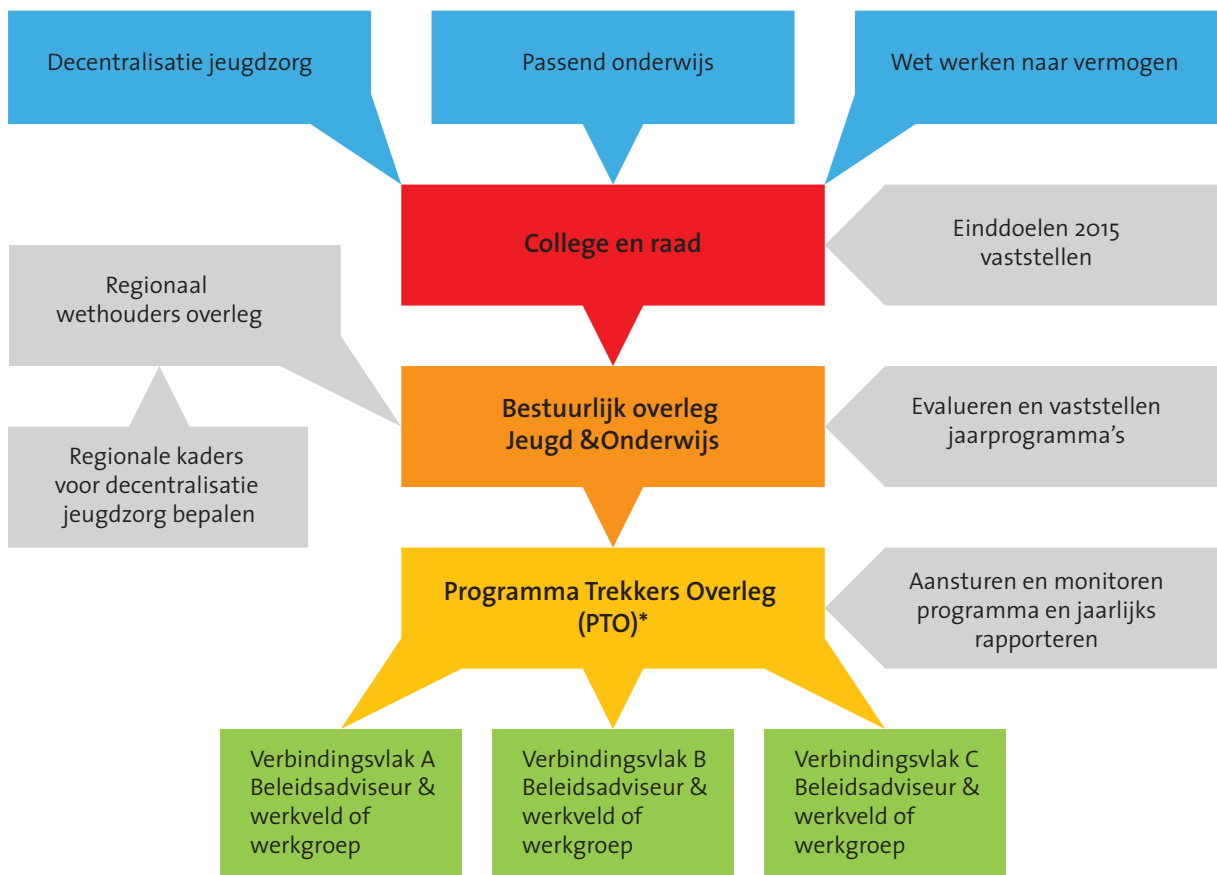 Decentralisatie jeugdzorg
Passend onderwijs
Wet werken naar vermogen
College en raad
Einddoelen 2015
vaststellen
Regionaal
wethouders overleg
Bestuurlijk overleg
Jeugd &Onderwijs
Evalueren en vaststellen
jaarprogramma's
Regionale kaders
voor decentralisatie
jeugdzorg bepalen
Programma Trekkers Overleg
(PTO)*
Aansturen en monitoren
programma en jaarlijks
rapporteren
Verbindingsvlak A
Beleidsadviseur &
werkveld of
werkgroep
Verbindingsvlak B
Beleidsadviseur &
werkveld of
werkgroep
Verbindingsvlak C
Beleidsadviseur &
werkveld of
werkgroep